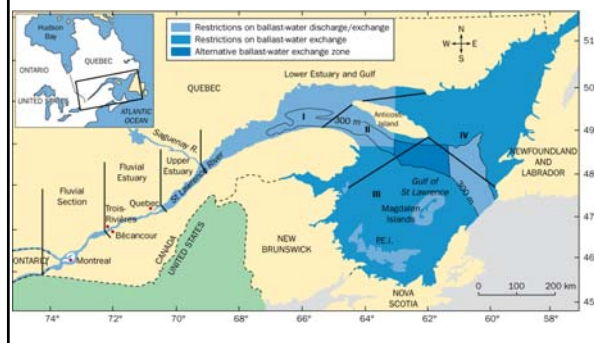 Hudson
Bay
QUEBEC
ONTARIO
UNITED STATES
ATLANTIC
OCEAN
Restrictions on ballast-water discharge/exchange
Restrictions on ballast-water exchange
Alternative ballast-water exchange zone
N
W E
S
51
50
49
48
47
46
45
QUEBEC
Lower Estuary and Gulf
Saguenay R.
I
300 m
II
Anticosti
Island
IV
NEWFOUNDLAND
AND
LABRADOR
Fluvial
Section
Fluvial
Estuary
Upper
Estuary
St Lawrence River
Gulf of
St Lawrence
300 m
III
Magdalen
Islands
Trois-
Rivières
Quebec
Bécancour
ONTARIO
Montreal
CANADA
UNITED STATES
NEW
BRUNSWICK
P.E.I.
NOVA
SCOTIA
0 100 200 km
74° 72° 70° 68° 66° 64° 62° 60° 58°